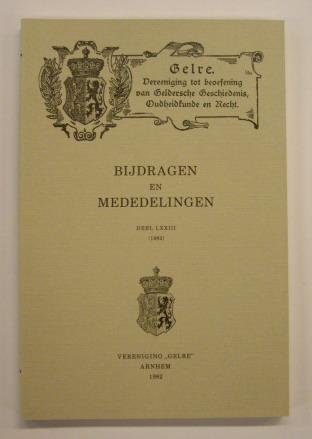 Gelre.
Vereeniging tot beoefening
van Geldersche Geschiedenis,
Oudheidkunde en Recht.
BIJDRAGEN
EN
MEDEDELINGEN
DEEL LXXIII
(1982)
VERENIGING „GELRE”
ARNHEM
1982